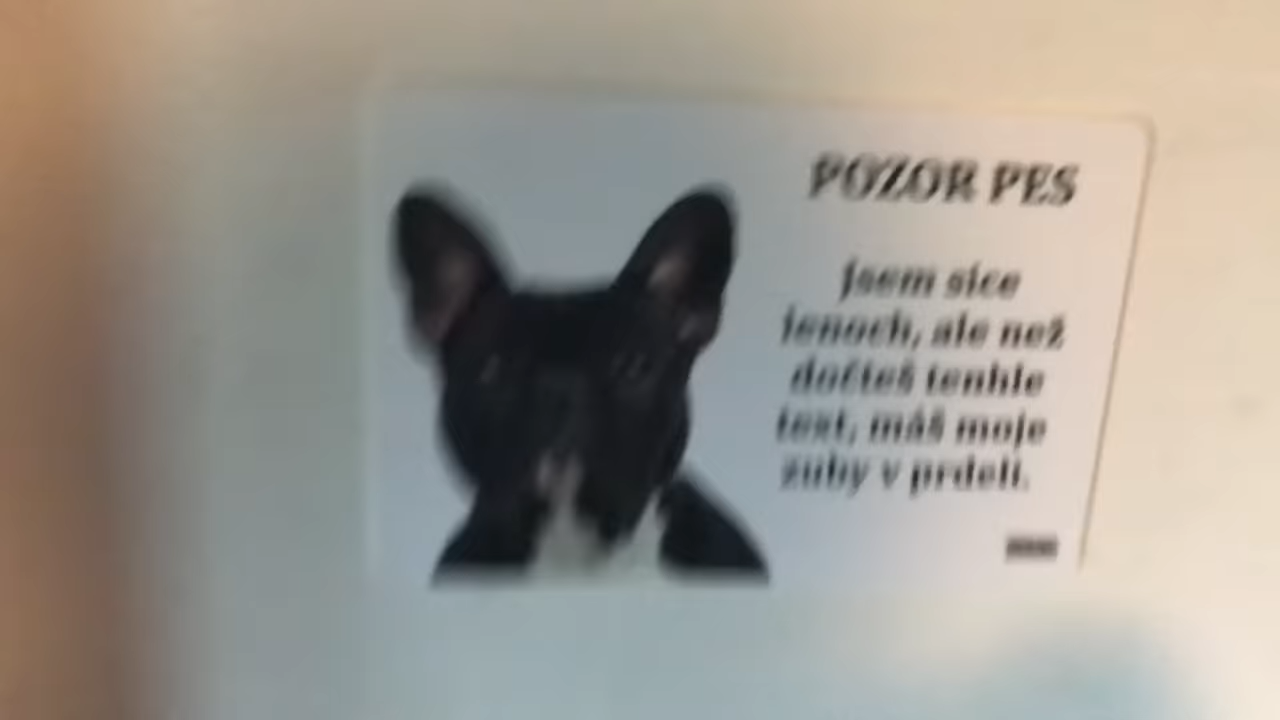 POZOR PES
Jsem sice
lenoch, ale než
dočteš tenhle
text, máš moje
zuby v prdeli.